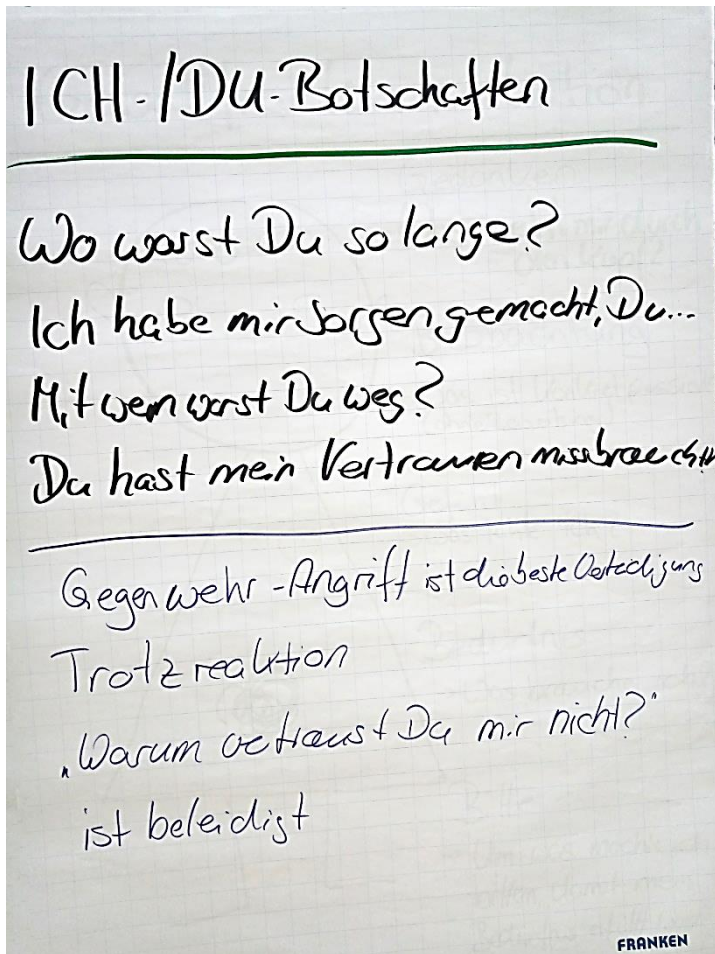 ICH-/DU-Botschaften
Wo warst Du so lange?
Ich habe mir Sorgen gemacht, Du...
Mit wem warst Du weg?
Du hast mein Vertrauen missbraucht
Gegenwehr - Angriff ist die beste Verteidigung
Trotzreaktion
„Warum vertraust Du mir nicht?"
ist beleidigt
FRANKEN